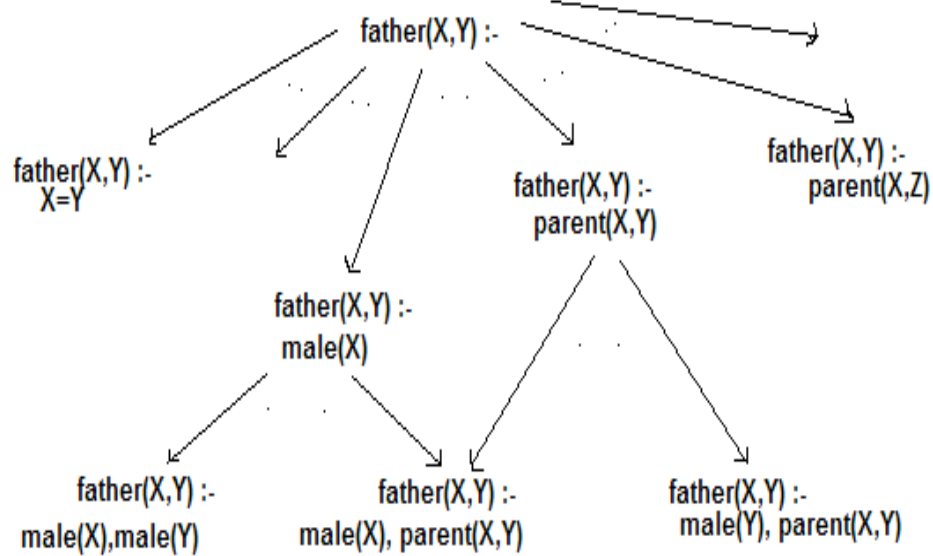 father(X,Y) :-
father(X,Y) :-
X=Y
father(X,Y) :-
parent(X,Y)
father(X,Y) :-
parent(X,Z)
father(X,Y) :-
male(X)
father(X,Y) :-
male(X),male(Y)
father(X,Y) :-
male(X), parent(X,Y)
father(X,Y) :-
male(Y), parent(X,Y)